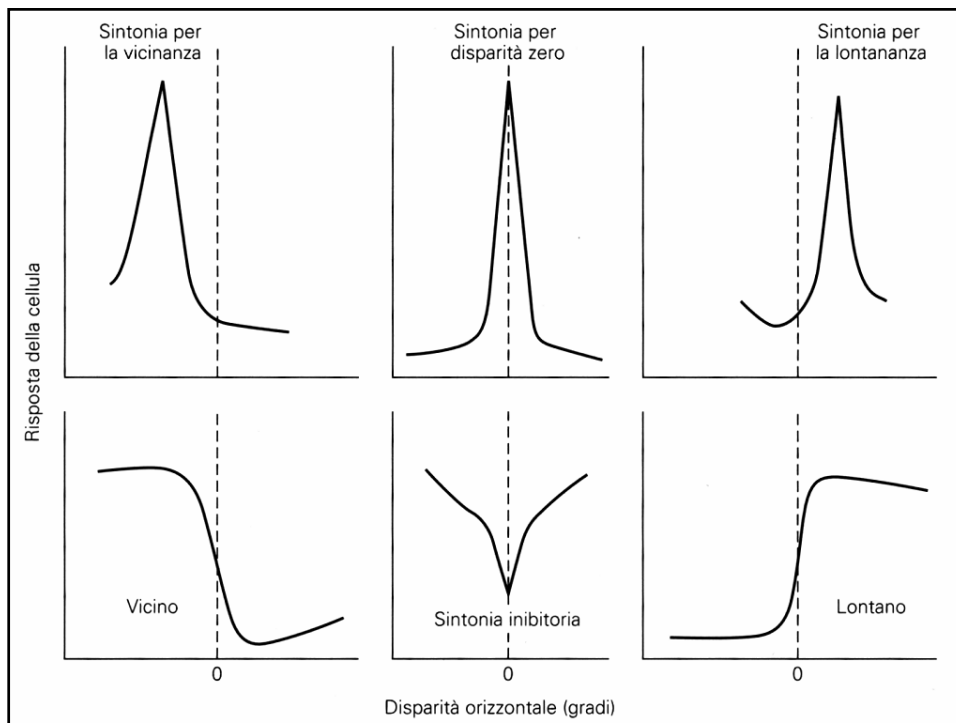 Sintonia per
la vicinanza
Sintonia per
disparità zero
Sintonia per
la lontananza
Risposta della cellula
Vicino
Sintonia inibitoria
Lontano
0
0
0
Disparità orizzontale (gradi)